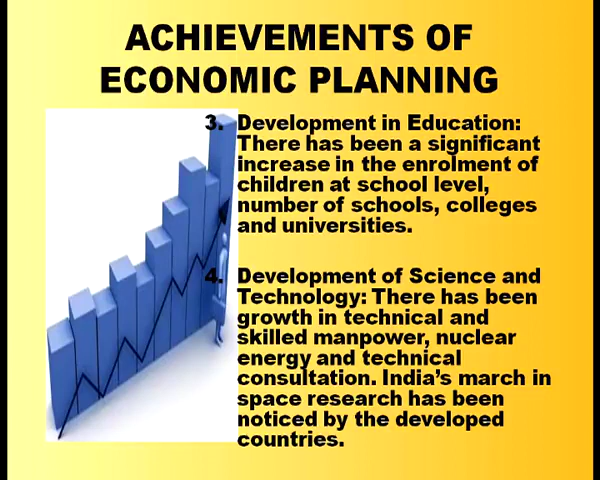 ACHIEVEMENTS OF
ECONOMIC PLANNING
3. Development in Education:
There has been a significant
increase in the enrolment of
children at school level,
number of schools, colleges
and universities.
4. Development of Science and
Technology: There has been
growth in technical and
skilled manpower, nuclear
energy and technical
consultation. India's march in
space research has been
noticed by the developed
countries.